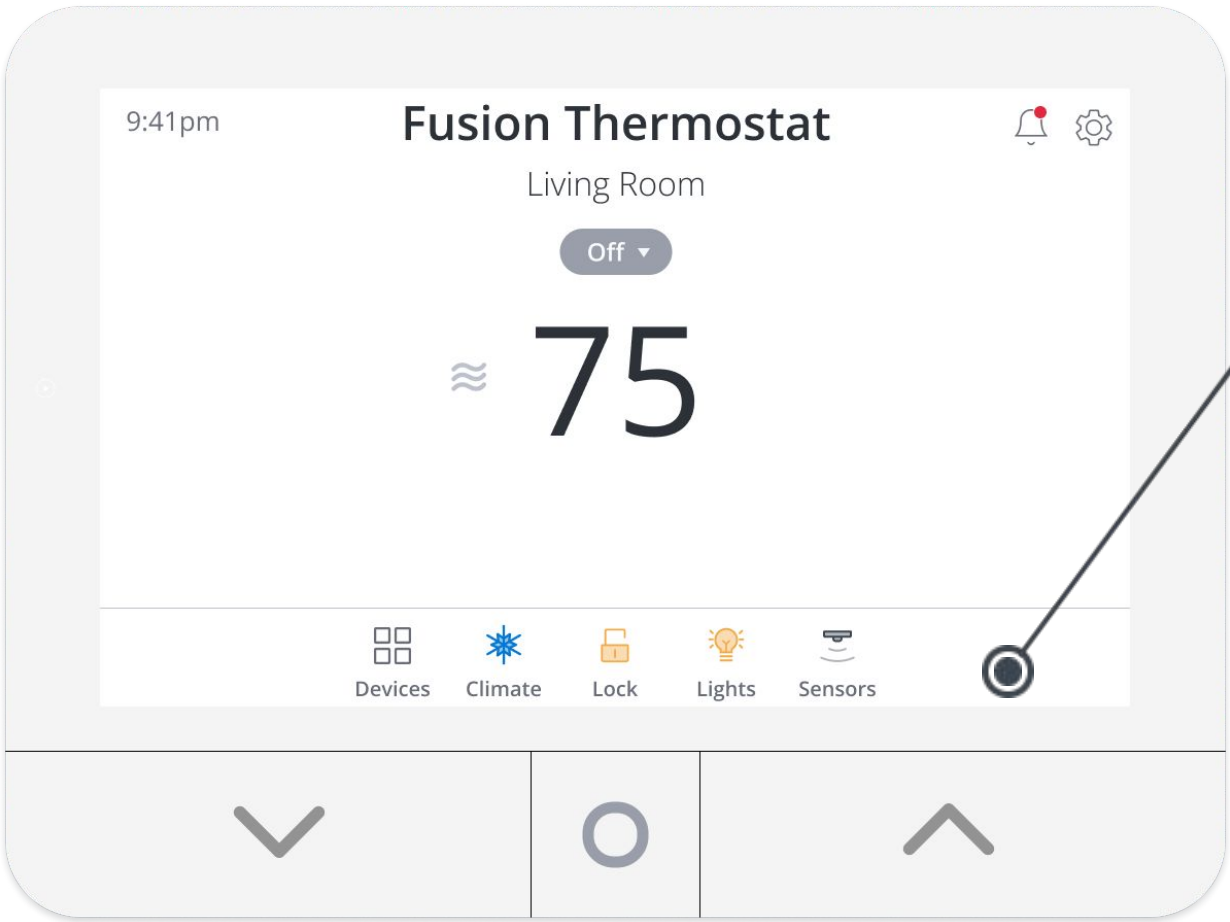 9:41pm
Fusion Thermostat
Living Room
Off
75
Devices
Climate
Lock
Lights
Sensors